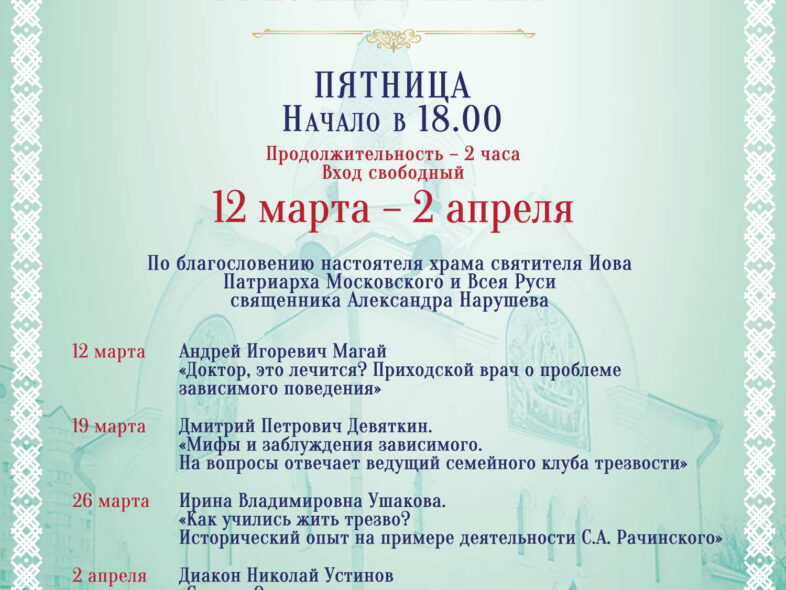 ПЯТНИЦА
Начало в 18.00
Продолжительность – 2 часа
Вход свободный
12 марта – 2 апреля
По благословению настоятеля храма святителя Иова
Патриарха Московского и Всея Руси
священника Александра Нарушева
12 марта Андрей Игоревич Магай
«Доктор, это лечится? Приходской врач о проблеме
зависимого поведения»
19 марта Дмитрий Петрович Девяткин.
«Мифы и заблуждения зависимого.
На вопросы отвечает ведущий семейного клуба трезвости»
26 марта Ирина Владимировна Ушакова.
«Как учились жить трезво?
Исторический опыт на примере деятельности С.А. Рачинского»
2 апреля Диакон Николай Устинов